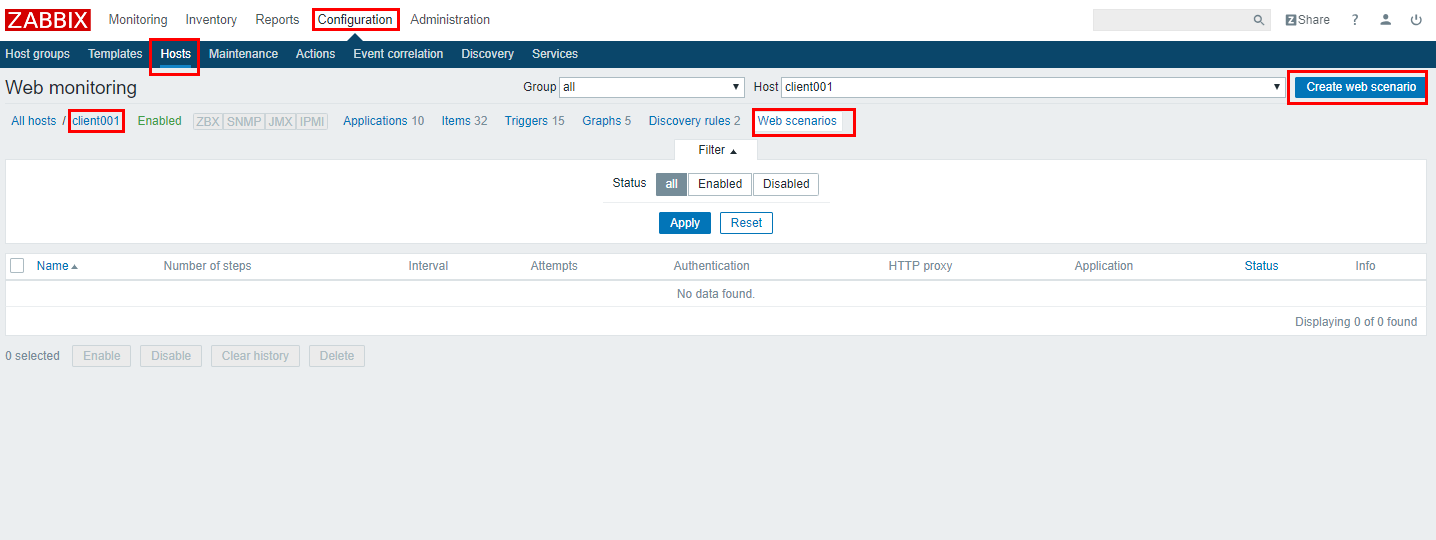 ZABBIX Monitoring Inventory Reports Configuration Administration Z Share ?
Host groups Templates Hosts Maintenance Actions Event correlation Discovery Services
Web monitoring Group all Host client001 Create web scenario
All hosts / client001 Enabled ZBX SNMP JMX IPMI Applications 10 Items 32 Triggers 15 Graphs 5 Discovery rules 2 Web scenarios
Filter
Status all Enabled Disabled
Apply Reset
Name Number of steps Interval Attempts Authentication HTTP proxy Application Status Info
No data found.
Displaying 0 of 0 found
0 selected Enable Disable Clear history Delete